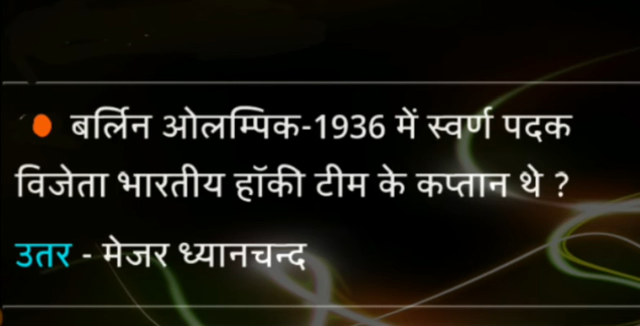 ● बर्लिन ओलम्पिक-1936 में स्वर्ण पदक
विजेता भारतीय हॉकी टीम के कप्तान थे ?
उतर - मेजर ध्यानचन्द